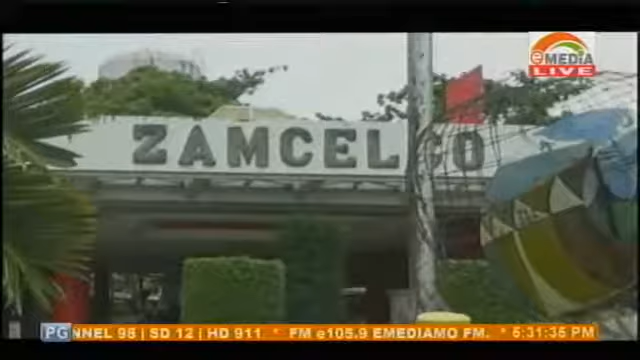 eMEDIA
LIVE
ZAMCELCO
PG NNEL 98 | SD 12 | HD 911 * FM e105.9 EMEDIAMO FM. * 5:31:35 PM